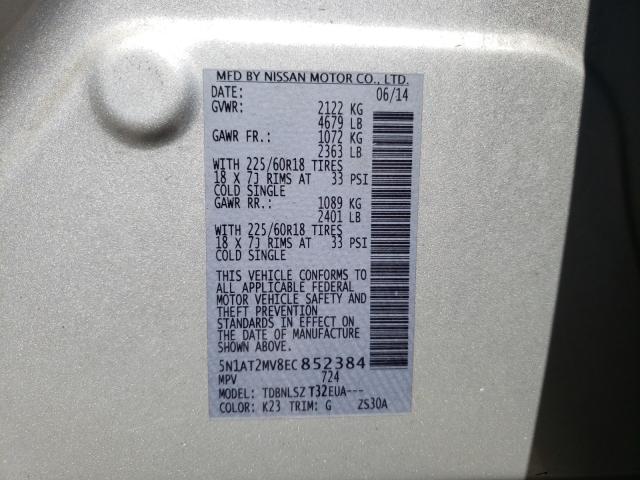 MFD BY NISSAN MOTOR CO., LTD.
DATE: 06/14
GVWR: 2122 KG
4679 LB
GAWR FR.: 1072 KG
2363 LB
WITH 225/60R18 TIRES
18 X 7J RIMS AT 33 PSI
COLD SINGLE
GAWR RR.: 1089 KG
2401 LB
WITH 225/60R18 TIRES
18 X 7J RIMS AT 33 PSI
COLD SINGLE
THIS VEHICLE CONFORMS TO
ALL APPLICABLE FEDERAL
MOTOR VEHICLE SAFETY AND
THEFT PREVENTION
STANDARDS IN EFFECT ON
THE DATE OF MANUFACTURE
SHOWN ABOVE.
5N1AT2MV8EC852384
MPV 724
MODEL: TDBNLSZ T32EUA---
COLOR: K23 TRIM: G ZS30A